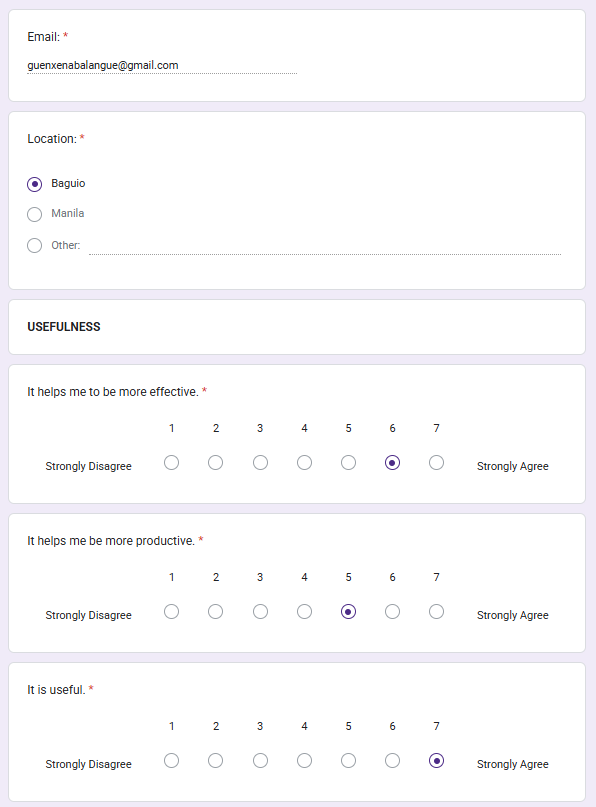 Email: *
guenxenabalangue@gmail.com
Location: *
Baguio
Manila
Other:
USEFULNESS
It helps me to be more effective. *
1 2 3 4 5 6 7
Strongly Disagree Strongly Agree
It helps me be more productive. *
1 2 3 4 5 6 7
Strongly Disagree Strongly Agree
It is useful. *
1 2 3 4 5 6 7
Strongly Disagree Strongly Agree